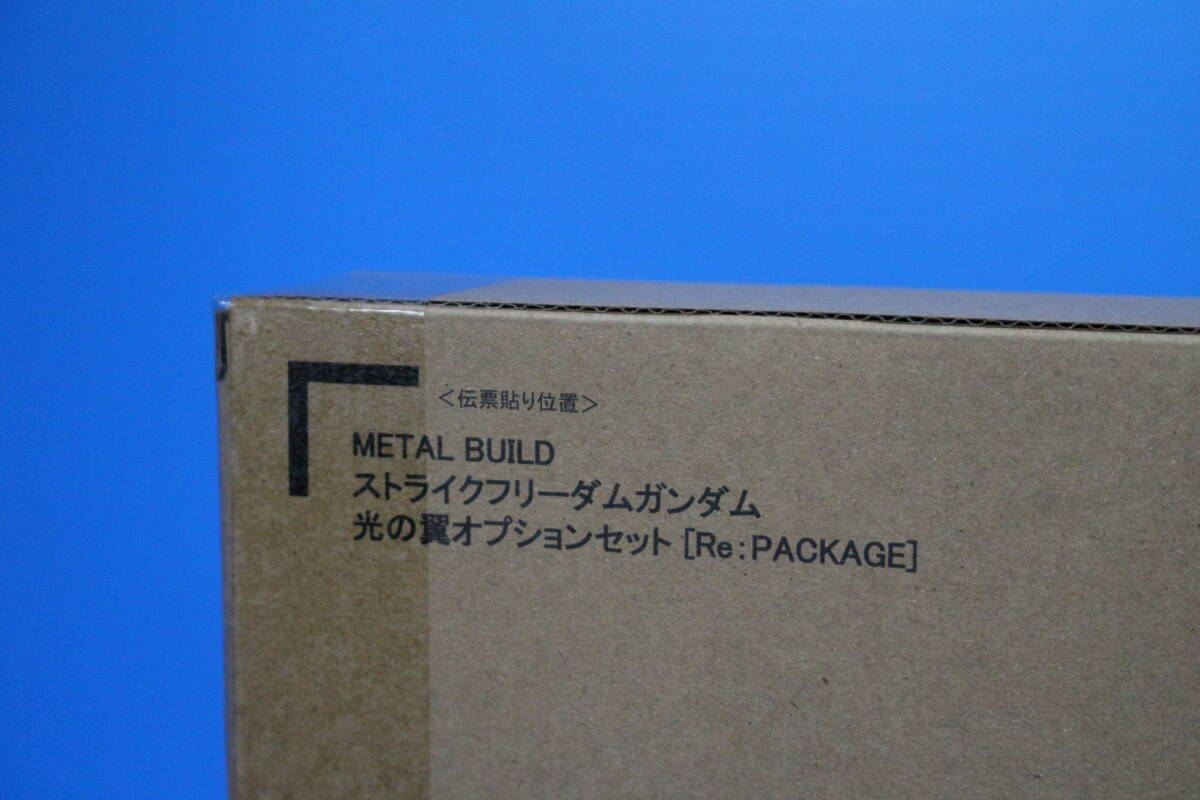 <伝票貼り位置>
METAL BUILD
ストライクフリーダムガンダム
光の翼オプションセット [Re:PACKAGE]